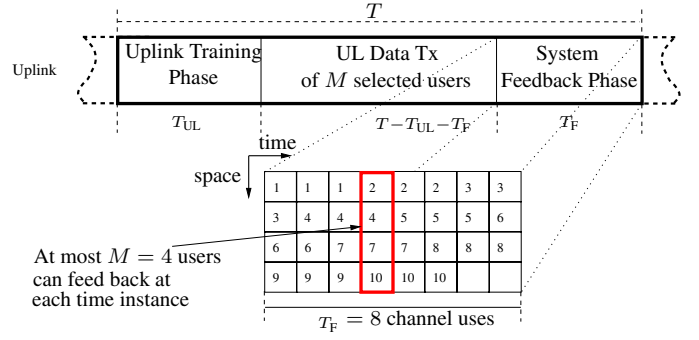 T
Uplink
Uplink Training
Phase
UL Data Tx
of M selected users
System
Feedback Phase
T_UL
T − T_UL − T_F
T_F
time
space
1 1 1 2 2 2 3 3
3 4 4 4 5 5 5 6
6 6 7 7 7 8 8 8
9 9 9 10 10 10
At most M = 4 users
can feed back at
each time instance
T_F = 8 channel uses